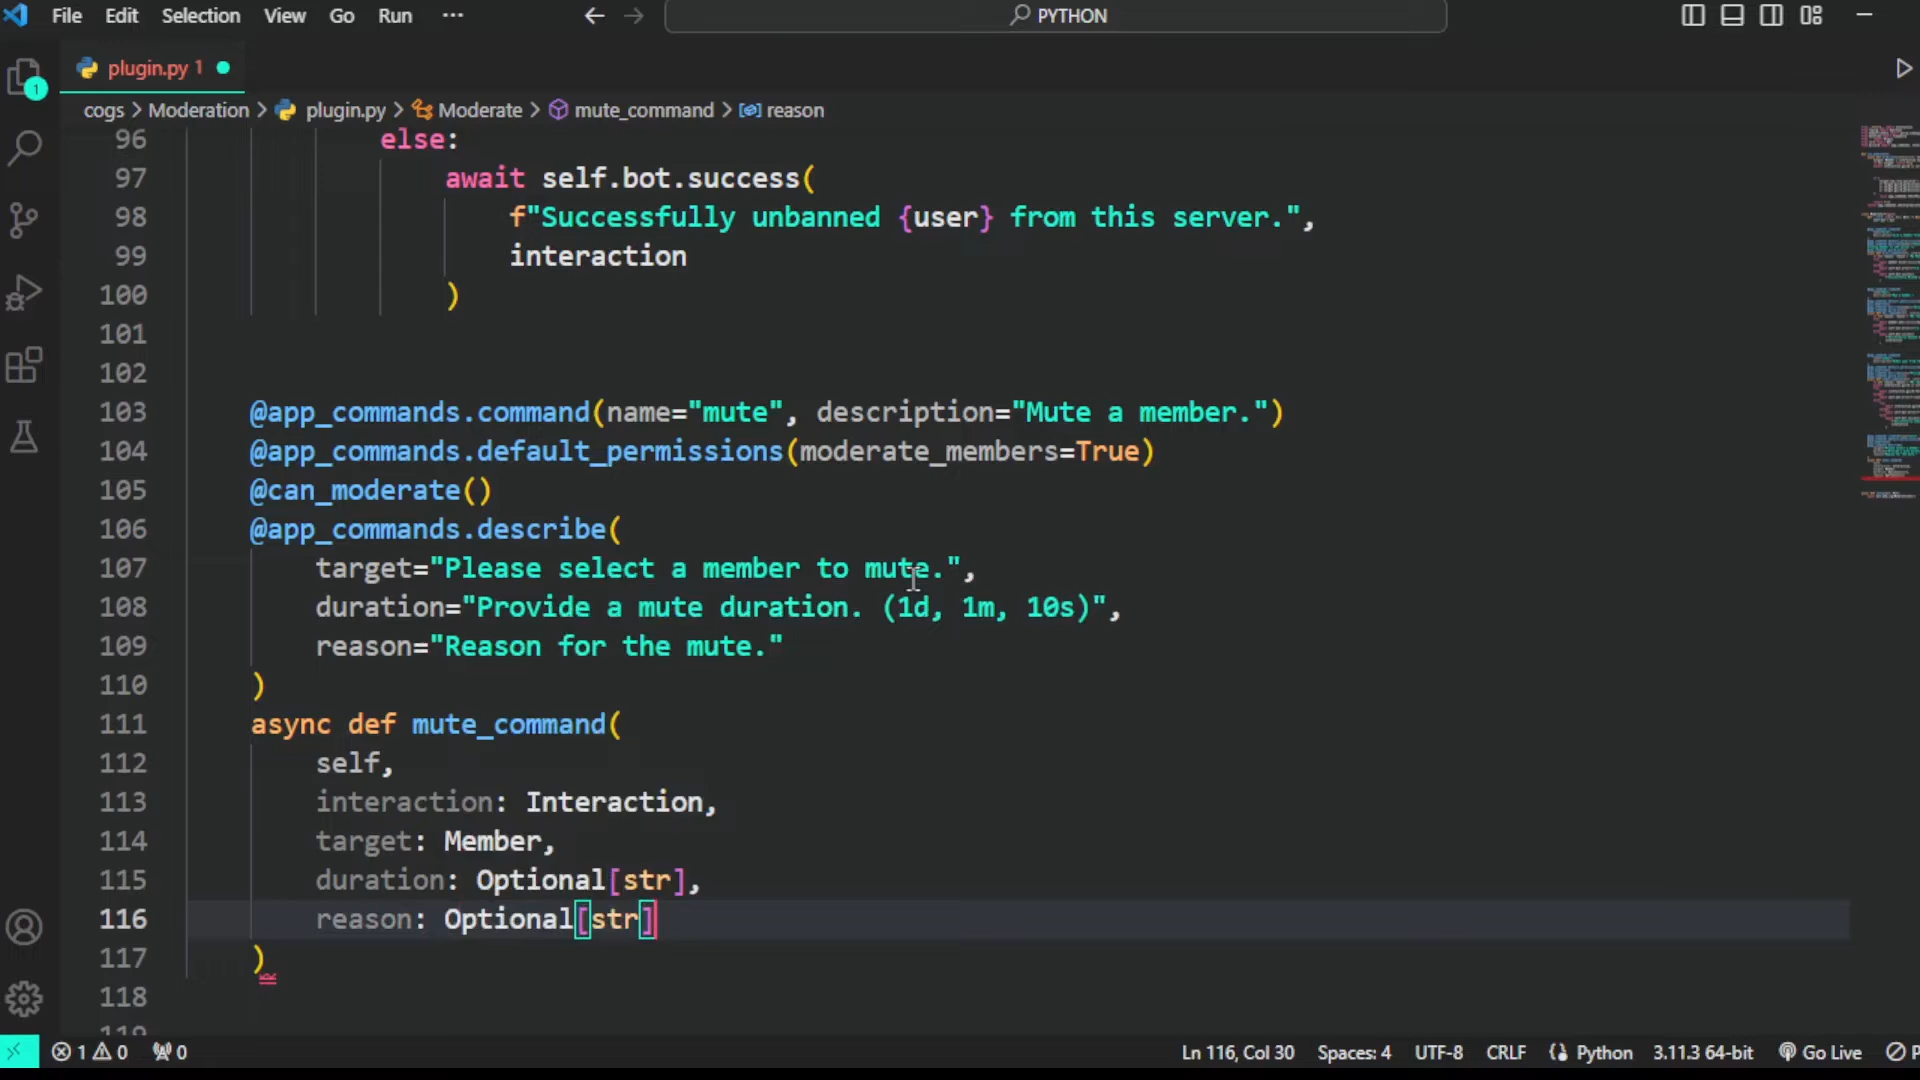 File Edit Selection View Go Run ··· PYTHON
plugin.py 1
1
cogs > Moderation > plugin.py > Moderate > mute_command > reason
96 else:
97 await self.bot.success(
98 f"Successfully unbanned {user} from this server.",
99 interaction
100 )
101
102
103 @app_commands.command(name="mute", description="Mute a member.")
104 @app_commands.default_permissions(moderate_members=True)
105 @can_moderate()
106 @app_commands.describe(
107 target="Please select a member to mute.",
108 duration="Provide a mute duration. (1d, 1m, 10s)",
109 reason="Reason for the mute."
110 )
111 async def mute_command(
112 self,
113 interaction: Interaction,
114 target: Member,
115 duration: Optional[str],
116 reason: Optional[str]
117 )
118
119
1 0 0 Ln 116, Col 30 Spaces: 4 UTF-8 CRLF Python 3.11.3 64-bit Go Live